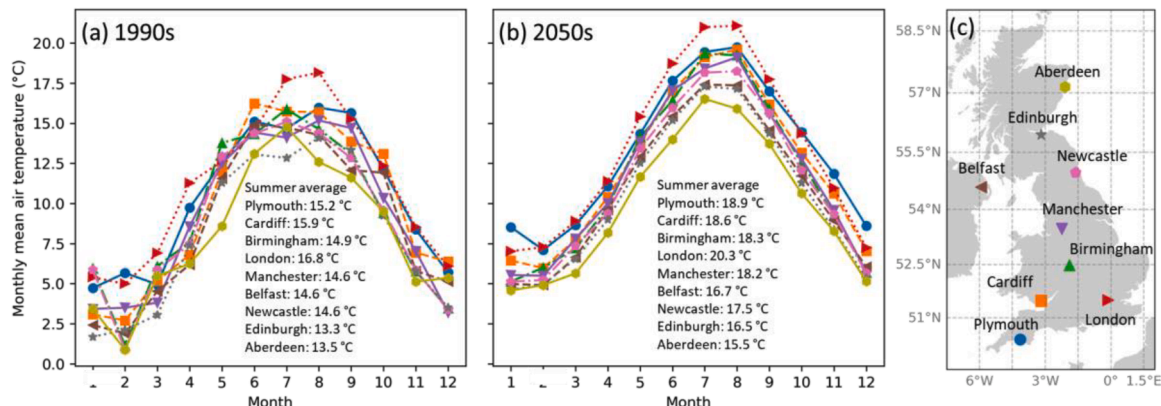 (a) 1990s
Monthly mean air temperature (°C)
20.0
17.5
15.0
12.5
10.0
7.5
5.0
2.5
0.0
Summer average
Plymouth: 15.2 °C
Cardiff: 15.9 °C
Birmingham: 14.9 °C
London: 16.8 °C
Manchester: 14.6 °C
Belfast: 14.6 °C
Newcastle: 14.6 °C
Edinburgh: 13.3 °C
Aberdeen: 13.5 °C
2 3 4 5 6 7 8 9 10 11 12
Month
(b) 2050s
Summer average
Plymouth: 18.9 °C
Cardiff: 18.6 °C
Birmingham: 18.3 °C
London: 20.3 °C
Manchester: 18.2 °C
Belfast: 16.7 °C
Newcastle: 17.5 °C
Edinburgh: 16.5 °C
Aberdeen: 15.5 °C
1 3 4 5 6 7 8 9 10 11 12
Month
(c)
58.5°N
57°N
55.5°N
54°N
52.5°N
51°N
Aberdeen
Edinburgh
Newcastle
Belfast
Manchester
Birmingham
Cardiff
Plymouth
London
6°W 3°W 0° 1.5°E